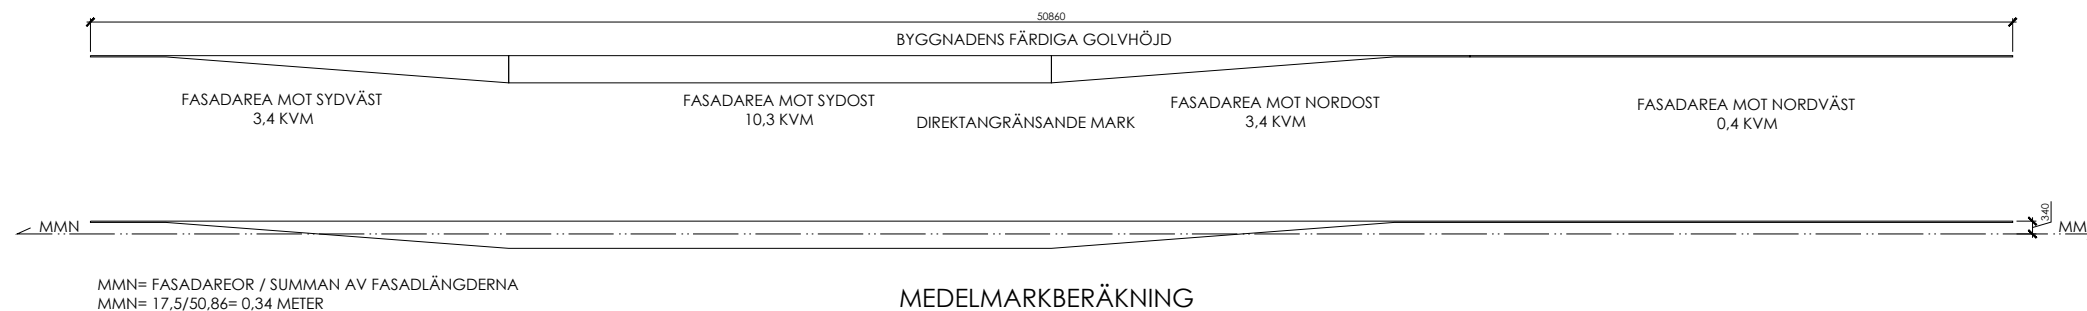 50860
BYGGNADENS FÄRDIGA GOLVHÖJD
FASADAREA MOT SYDVÄST
3,4 KVM
FASADAREA MOT SYDOST
10,3 KVM
DIREKTANGRÄNSANDE MARK
FASADAREA MOT NORDOST
3,4 KVM
FASADAREA MOT NORDVÄST
0,4 KVM
MMN
340
MM
MMN= FASADAREOR / SUMMAN AV FASADLÄNGDERNA
MMN= 17,5/50,86= 0,34 METER
MEDELMARKBERÄKNING